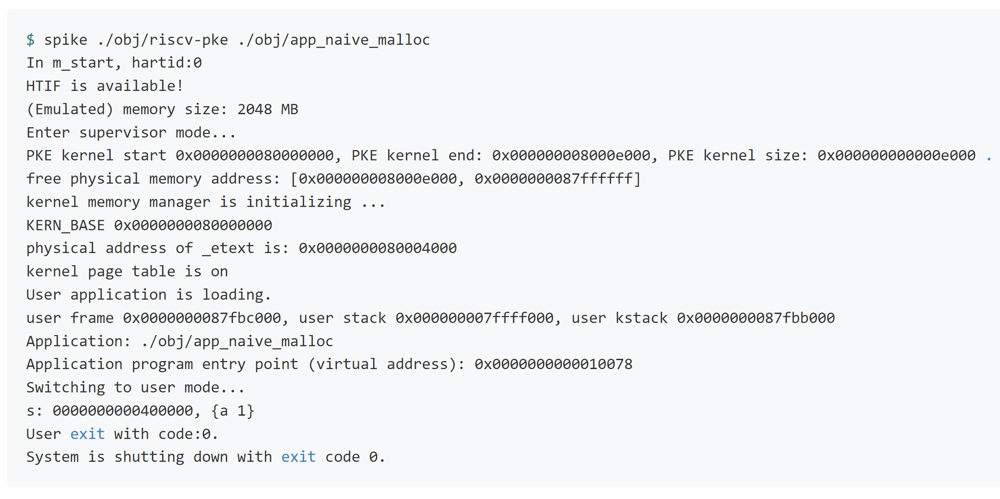 $ spike ./obj/riscv-pke ./obj/app_naive_malloc
In m_start, hartid:0
HTIF is available!
(Emulated) memory size: 2048 MB
Enter supervisor mode...
PKE kernel start 0x0000000080000000, PKE kernel end: 0x000000008000e000, PKE kernel size: 0x000000000000e000 .
free physical memory address: [0x000000008000e000, 0x0000000087ffffff]
kernel memory manager is initializing ...
KERN_BASE 0x0000000080000000
physical address of _etext is: 0x0000000080004000
kernel page table is on
User application is loading.
user frame 0x0000000087fbc000, user stack 0x000000007ffff000, user kstack 0x0000000087fbb000
Application: ./obj/app_naive_malloc
Application program entry point (virtual address): 0x0000000000010078
Switching to user mode...
s: 0000000000400000, {a 1}
User exit with code:0.
System is shutting down with exit code 0.